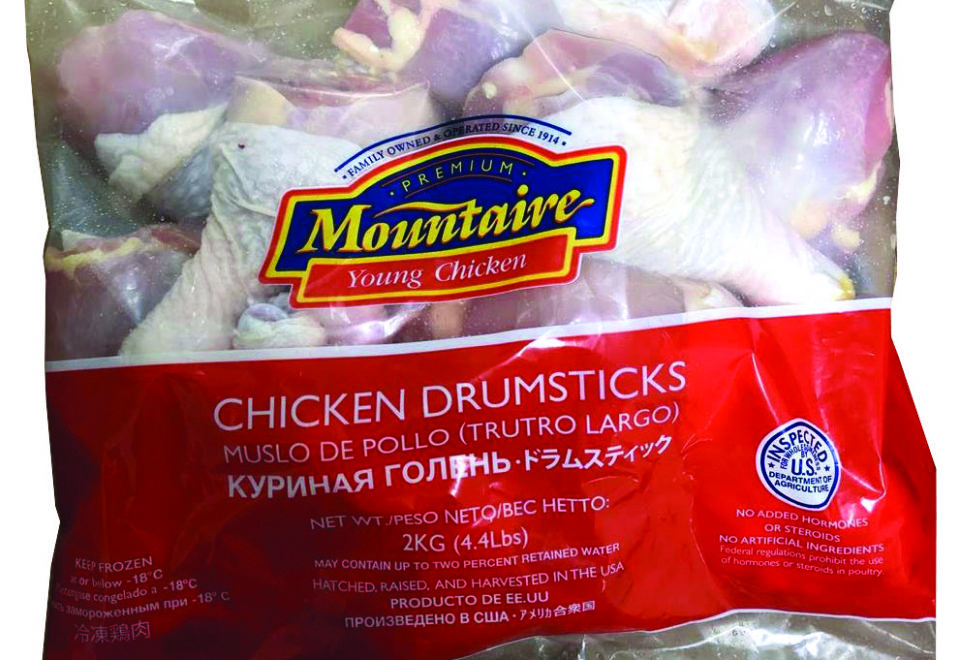 ·FAMILY OWNED & OPERATED SINCE 1914·
·PREMIUM·
Mountaire
Young Chicken
CHICKEN DRUMSTICKS
MUSLO DE POLLO (TRUTRO LARGO)
КУРИНАЯ ГОЛЕНЬ·ドラムスティック
NET WT./PESO NETO/ВЕС НЕТТО:
2KG (4.4Lbs)
MAY CONTAIN UP TO TWO PERCENT RETAINED WATER
HATCHED, RAISED, AND HARVESTED IN THE USA
PRODUCTO DE EE.UU
ПРОИЗВЕДЕНО В США·アメリカ合衆国
KEEP FROZEN
at or below -18°C
congelado a -18°C
замороженным при -18° C
冷凍鶏肉
INSPECTED
FOR WHOLESOMENESS
BY
U.S.
DEPARTMENT OF
AGRICULTURE
NO ADDED HORMONES
OR STEROIDS
NO ARTIFICIAL INGREDIENTS
Federal regulations prohibit the use
of hormones or steroids in poultry.